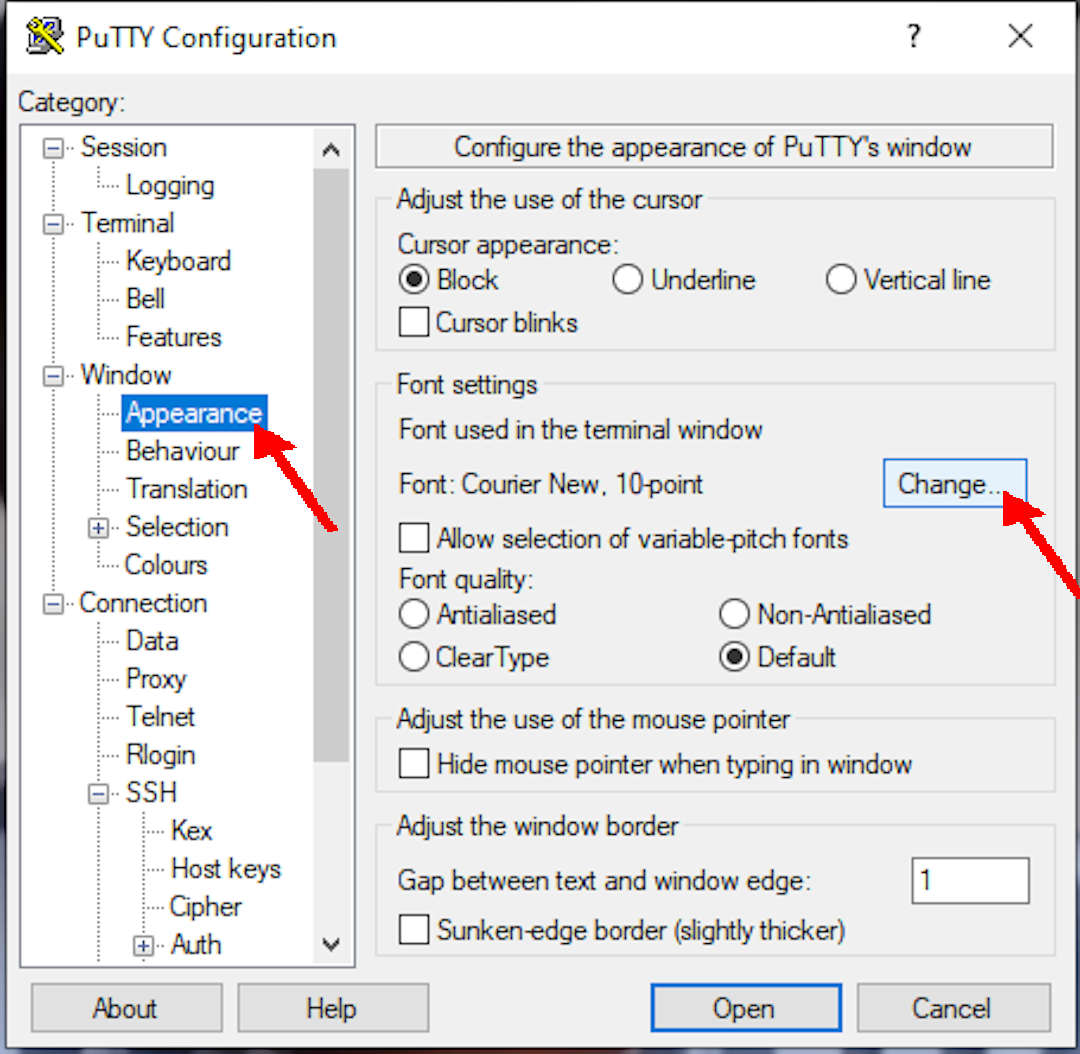 PuTTY Configuration
?
Category:
Session
Logging
Terminal
Keyboard
Bell
Features
Window
Appearance
Behaviour
Translation
Selection
Colours
Connection
Data
Proxy
Telnet
Rlogin
SSH
Kex
Host keys
Cipher
Auth
Configure the appearance of PuTTY's window
Adjust the use of the cursor
Cursor appearance:
Block Underline Vertical line
Cursor blinks
Font settings
Font used in the terminal window
Font: Courier New, 10-point Change...
Allow selection of variable-pitch fonts
Font quality:
Antialiased Non-Antialiased
ClearType Default
Adjust the use of the mouse pointer
Hide mouse pointer when typing in window
Adjust the window border
Gap between text and window edge: 1
Sunken-edge border (slightly thicker)
About Help Open Cancel